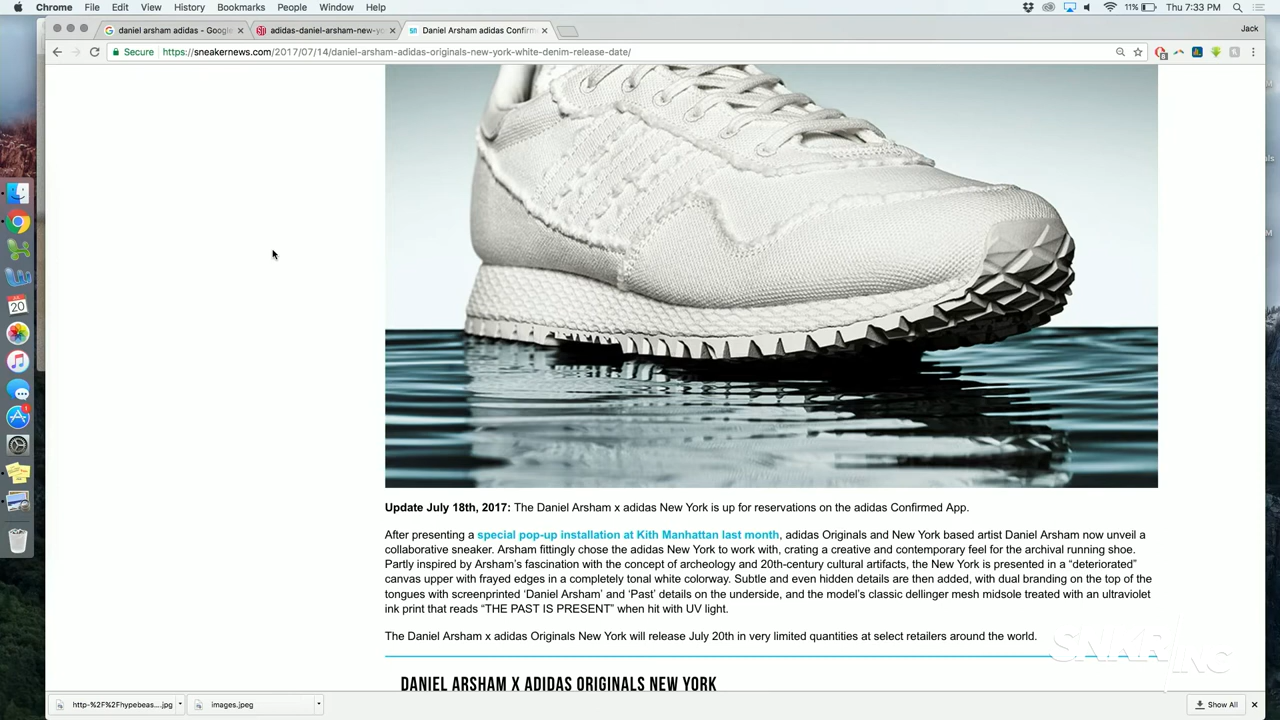 Chrome File Edit View History Bookmarks People Window Help 11% Thu 7:33 PM
daniel arsham adidas - Google
adidas-daniel-arsham-new-yo
Daniel Arsham adidas Confirm
Jack
Secure https://sneakernews.com/2017/07/14/daniel-arsham-adidas-originals-new-york-white-denim-release-date/
20
Update July 18th, 2017: The Daniel Arsham x adidas New York is up for reservations on the adidas Confirmed App.
After presenting a special pop-up installation at Kith Manhattan last month, adidas Originals and New York based artist Daniel Arsham now unveil a
collaborative sneaker. Arsham fittingly chose the adidas New York to work with, crating a creative and contemporary feel for the archival running shoe.
Partly inspired by Arsham's fascination with the concept of archeology and 20th-century cultural artifacts, the New York is presented in a “deteriorated”
canvas upper with frayed edges in a completely tonal white colorway. Subtle and even hidden details are then added, with dual branding on the top of the
tongues with screenprinted ‘Daniel Arsham’ and ‘Past’ details on the underside, and the model's classic dellinger mesh midsole treated with an ultraviolet
ink print that reads “THE PAST IS PRESENT” when hit with UV light.
The Daniel Arsham x adidas Originals New York will release July 20th in very limited quantities at select retailers around the world.
SNKR INC
DANIEL ARSHAM X ADIDAS ORIGINALS NEW YORK
http-%2F%2Fhypebeas....jpg
images.jpeg
Show All